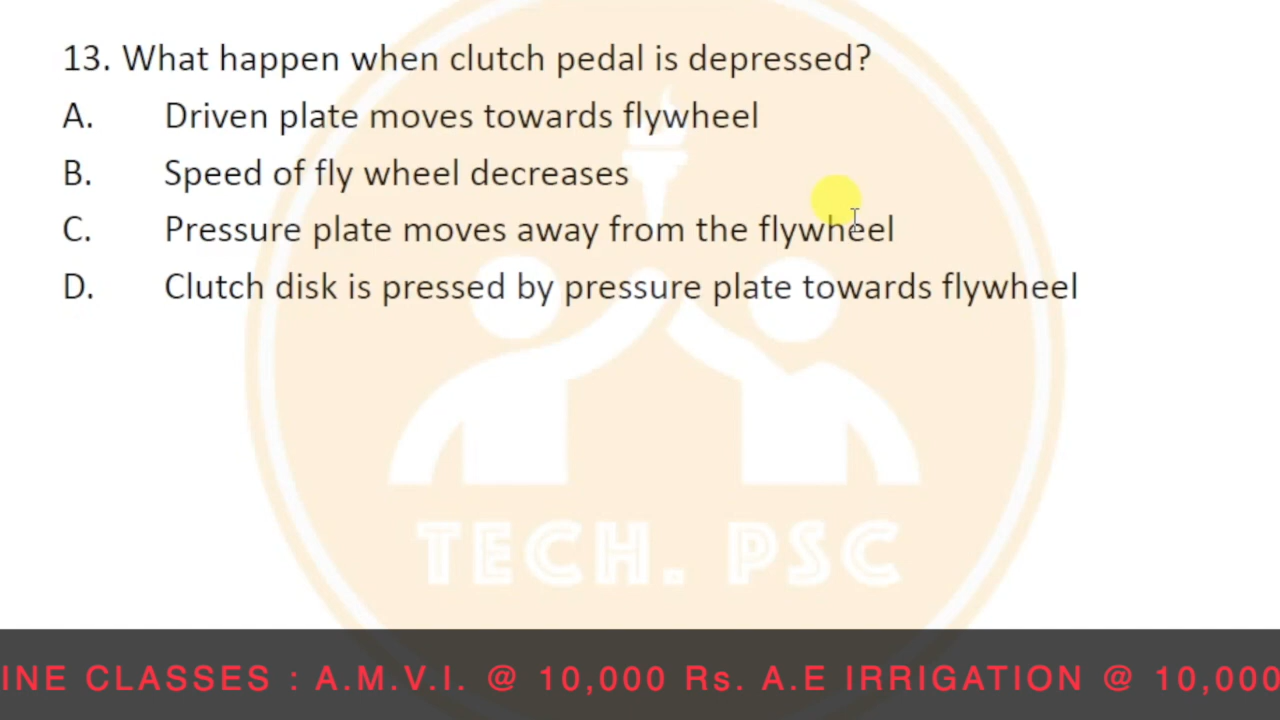 13. What happen when clutch pedal is depressed?
A. Driven plate moves towards flywheel
B. Speed of fly wheel decreases
C. Pressure plate moves away from the flywheel
D. Clutch disk is pressed by pressure plate towards flywheel
TECH. PSC
INE CLASSES : A.M.V.I. @ 10,000 Rs. A.E IRRIGATION @ 10,000